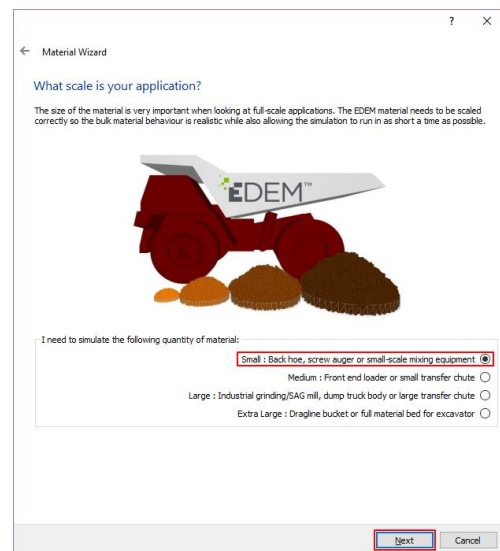 ?
Material Wizard
What scale is your application?
The size of the material is very important when looking at full-scale applications. The EDEM material needs to be scaled
correctly so the bulk material behaviour is realistic while also allowing the simulation to run in as short a time as possible.
EDEM™
I need to simulate the following quantity of material:
Small : Back hoe, screw auger or small-scale mixing equipment
Medium : Front end loader or small transfer chute
Large : Industrial grinding/SAG mill, dump truck body or large transfer chute
Extra Large : Dragline bucket or full material bed for excavator
Next Cancel